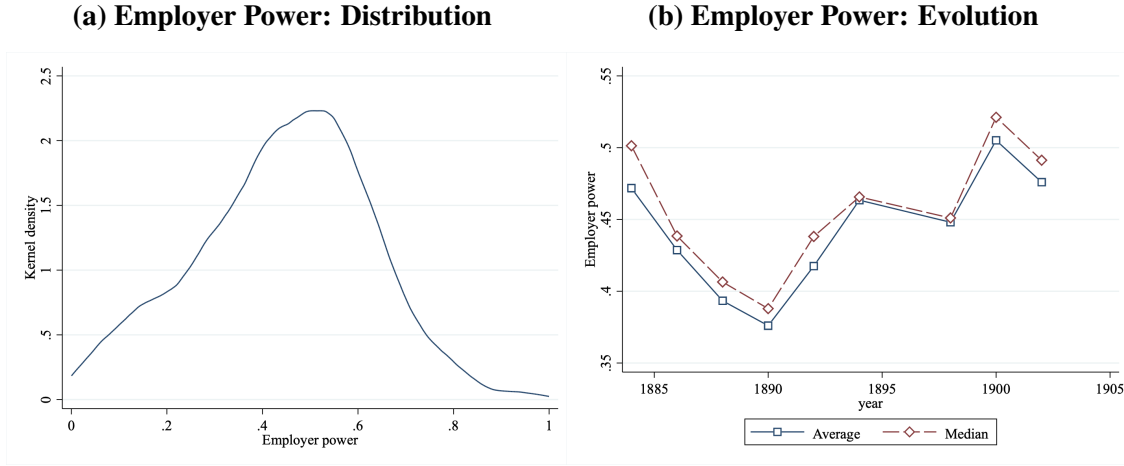 (a) Employer Power: Distribution
(b) Employer Power: Evolution
Kernel density
2.5
2
1.5
1
.5
0
0 .2 .4 .6 .8 1
Employer power
Employer power
.55
.5
.45
.4
.35
1885 1890 1895 1900 1905
year
Average Median